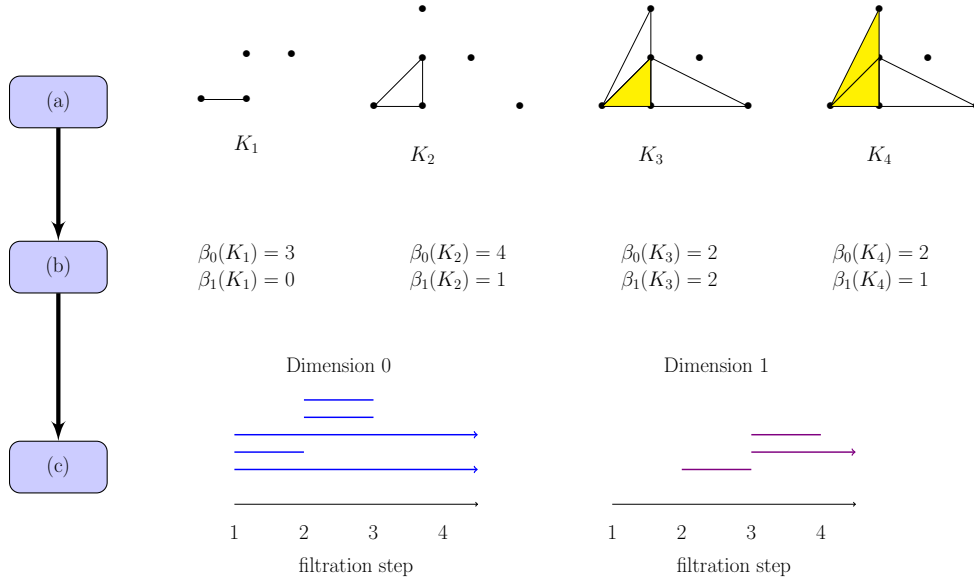 (a)
K₁
K₂
K₃
K₄
(b)
β₀(K₁) = 3
β₁(K₁) = 0
β₀(K₂) = 4
β₁(K₂) = 1
β₀(K₃) = 2
β₁(K₃) = 2
β₀(K₄) = 2
β₁(K₄) = 1
(c)
Dimension 0
1 2 3 4
filtration step
Dimension 1
1 2 3 4
filtration step